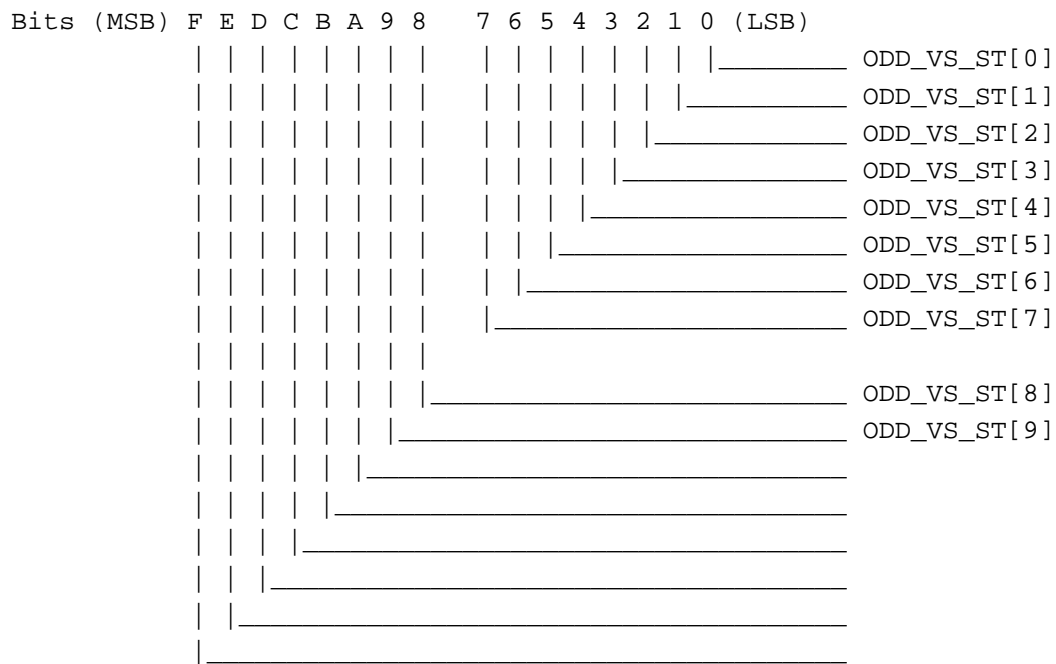 Bits (MSB) F E D C B A 9 8 7 6 5 4 3 2 1 0 (LSB)
ODD_VS_ST[0]
ODD_VS_ST[1]
ODD_VS_ST[2]
ODD_VS_ST[3]
ODD_VS_ST[4]
ODD_VS_ST[5]
ODD_VS_ST[6]
ODD_VS_ST[7]
ODD_VS_ST[8]
ODD_VS_ST[9]